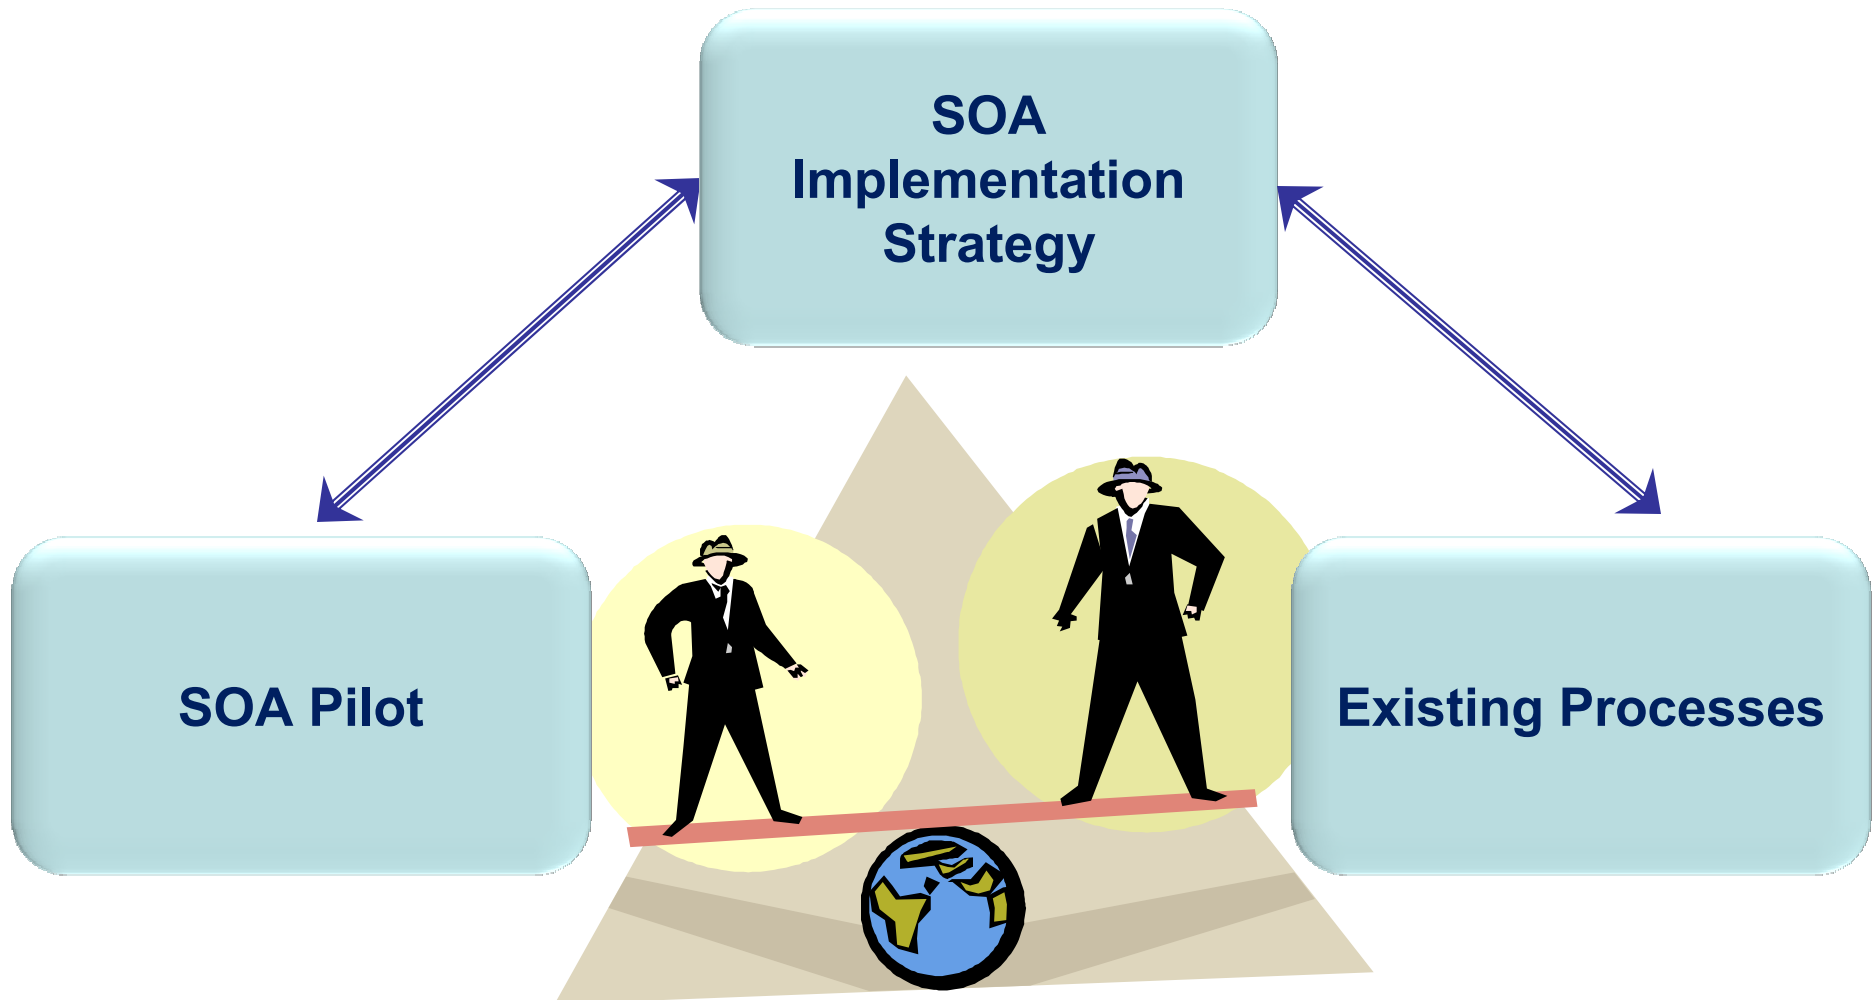 SOA
Implementation
Strategy
SOA Pilot
Existing Processes